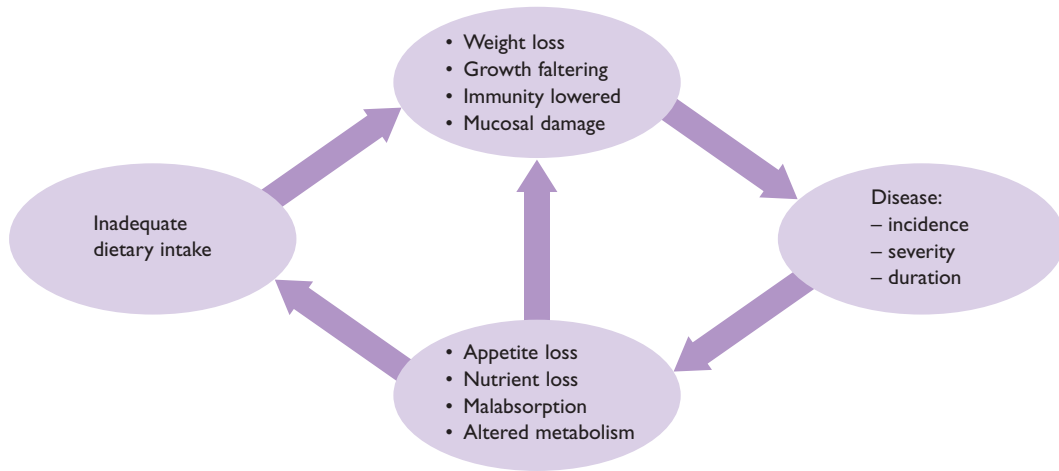 • Weight loss
• Growth faltering
• Immunity lowered
• Mucosal damage
Inadequate
dietary intake
Disease:
– incidence
– severity
– duration
• Appetite loss
• Nutrient loss
• Malabsorption
• Altered metabolism